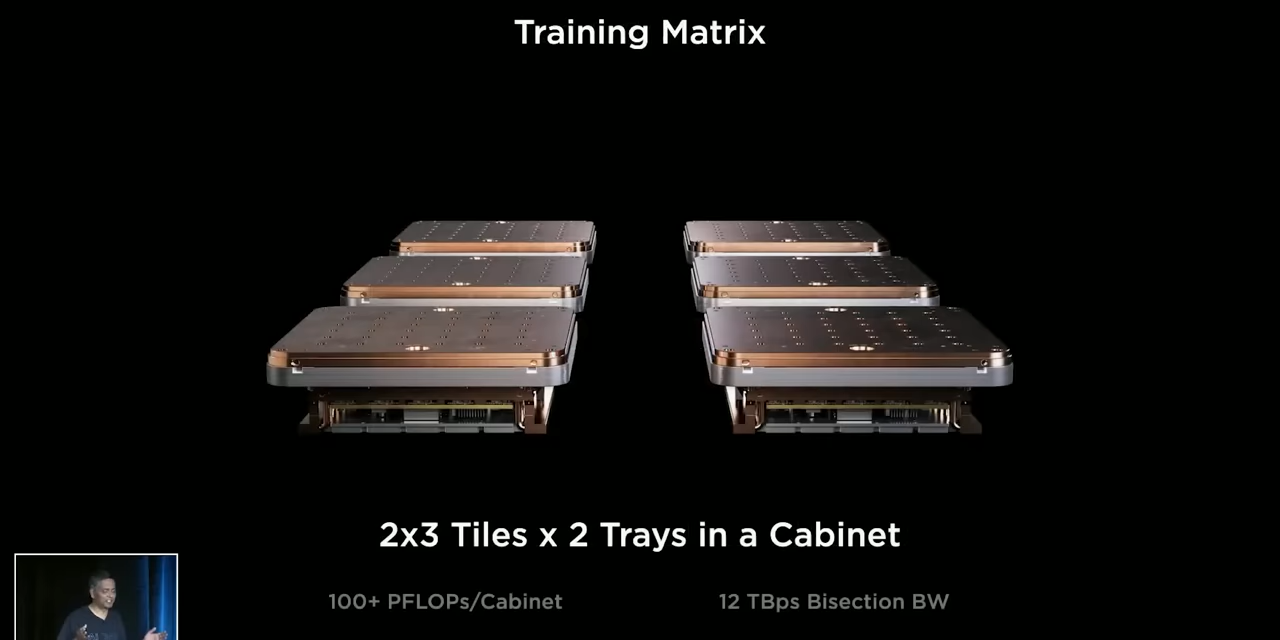 Training Matrix
2x3 Tiles x 2 Trays in a Cabinet
100+ PFLOPs/Cabinet
12 TBps Bisection BW